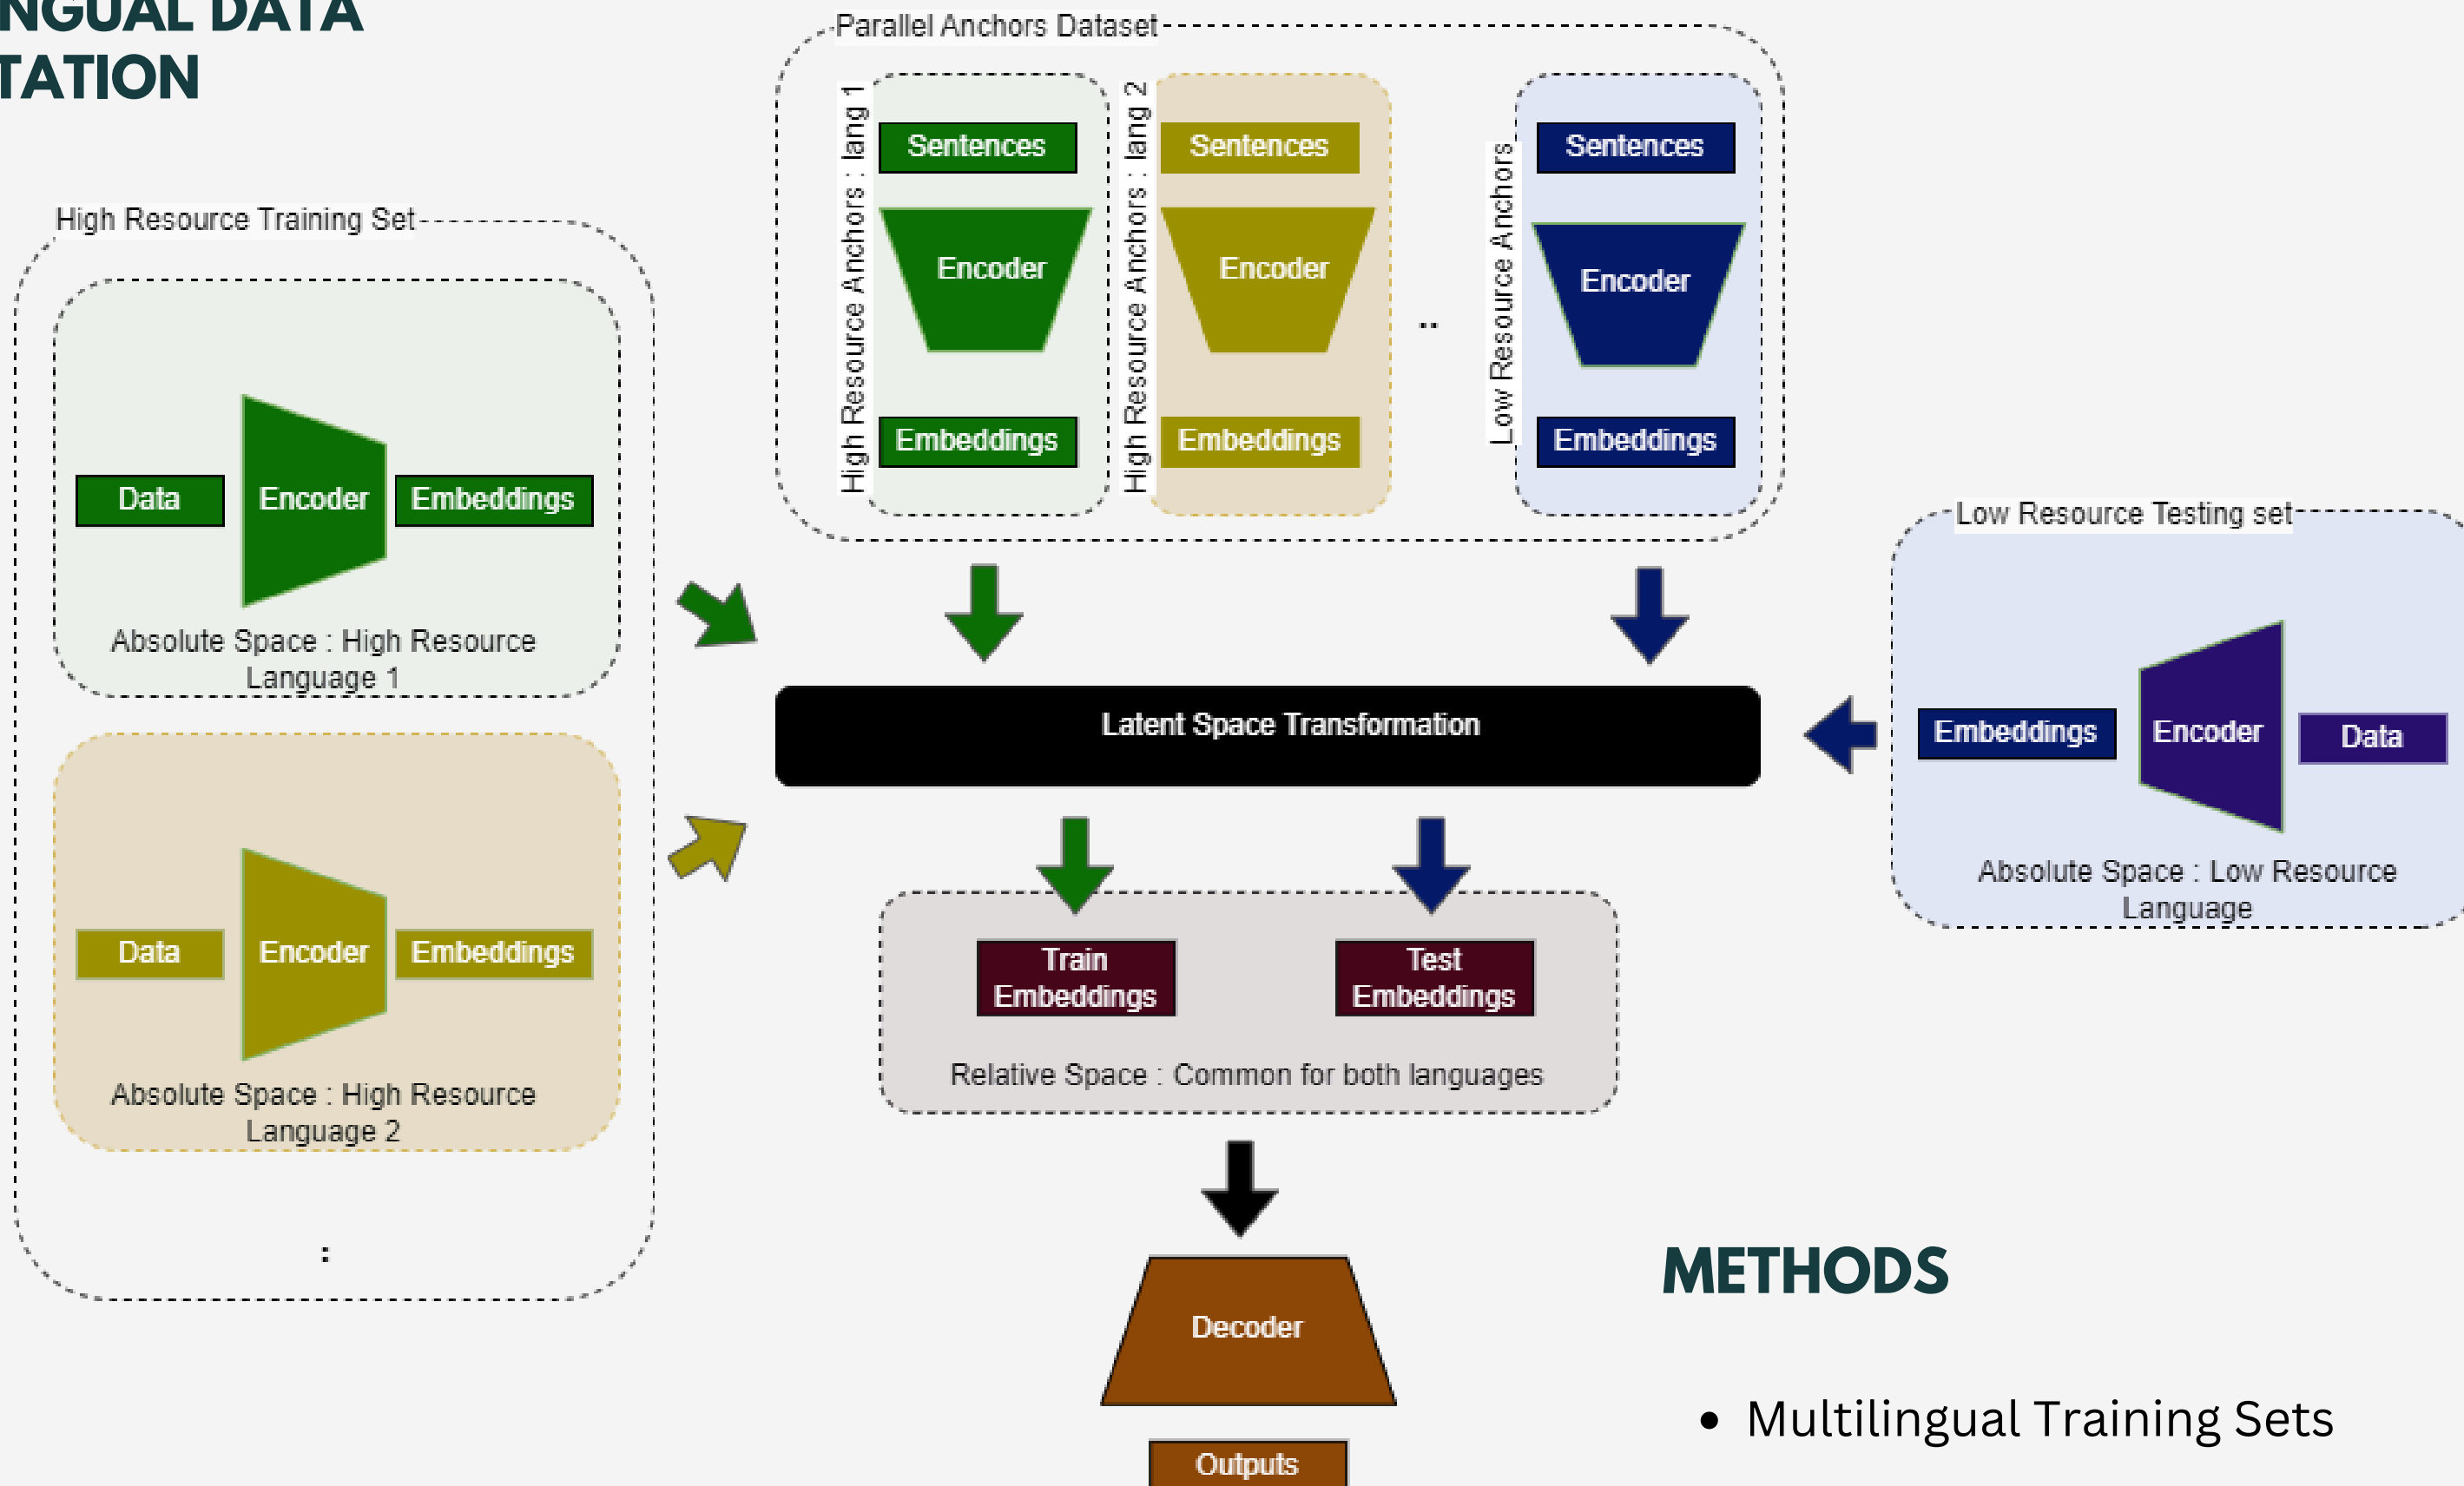 NGUAL DATA
TATION
Parallel Anchors Dataset
High Resource Anchors : lang 1
Sentences
Encoder
Embeddings
High Resource Anchors : lang 2
Sentences
Encoder
Embeddings
..
Low Resource Anchors
Sentences
Encoder
Embeddings
High Resource Training Set
Data
Encoder
Embeddings
Absolute Space : High Resource
Language 1
Data
Encoder
Embeddings
Absolute Space : High Resource
Language 2
:
Latent Space Transformation
Low Resource Testing set
Embeddings
Encoder
Data
Absolute Space : Low Resource
Language
Train
Embeddings
Test
Embeddings
Relative Space : Common for both languages
Decoder
Outputs
METHODS
• Multilingual Training Sets